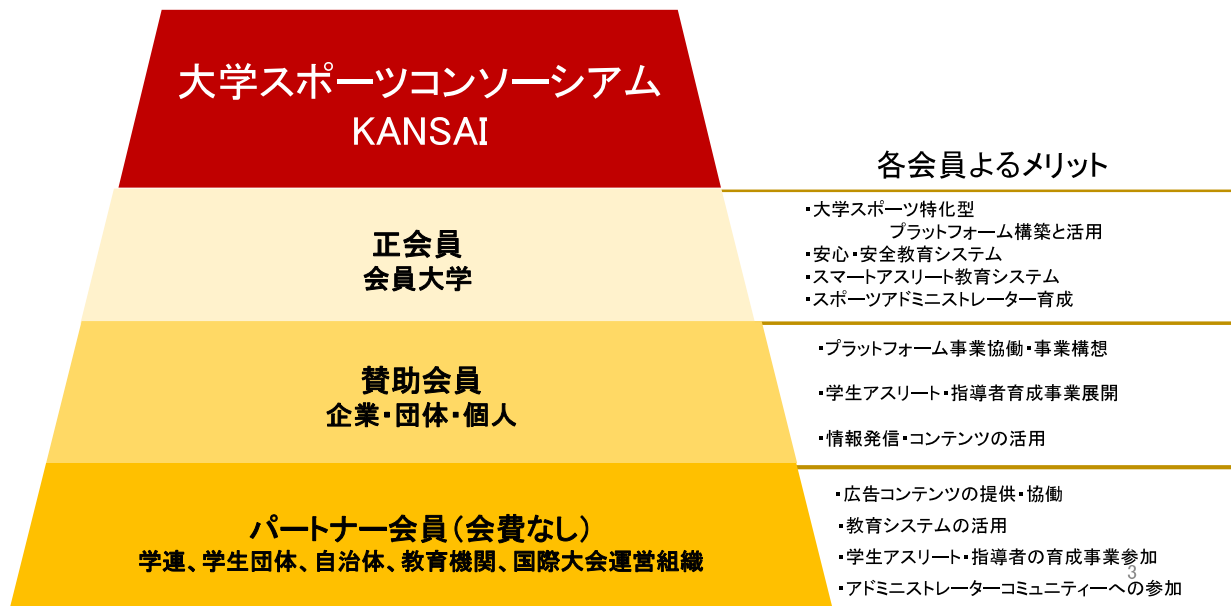 大学スポーツコンソーシアム
KANSAI
各会員よるメリット
正会員
会員大学
・大学スポーツ特化型
プラットフォーム構築と活用
・安心・安全教育システム
・スマートアスリート教育システム
・スポーツアドミニストレーター育成
賛助会員
企業・団体・個人
・プラットフォーム事業協働・事業構想
・学生アスリート・指導者育成事業展開
・情報発信・コンテンツの活用
パートナー会員(会費なし)
学連、学生団体、自治体、教育機関、国際大会運営組織
・広告コンテンツの提供・協働
・教育システムの活用
・学生アスリート・指導者の育成事業参加
・アドミニストレーターコミュニティーへの参加
3